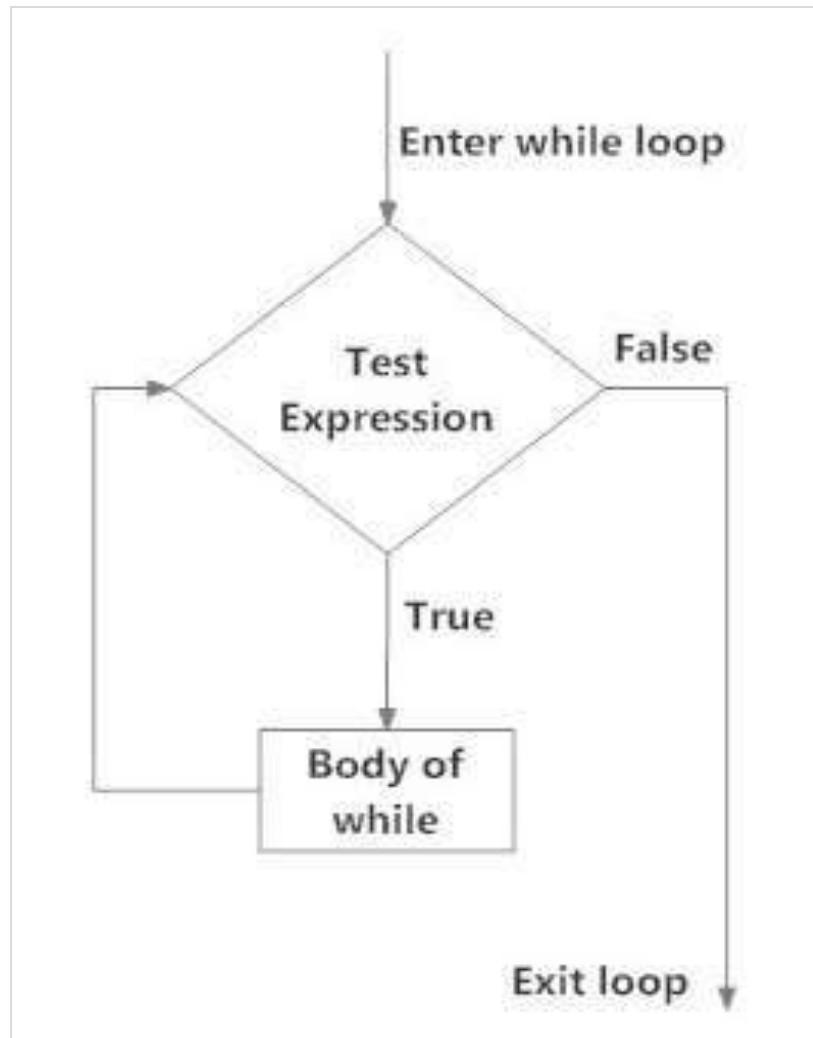 Enter while loop
Test
Expression
False
True
Body of
while
Exit loop